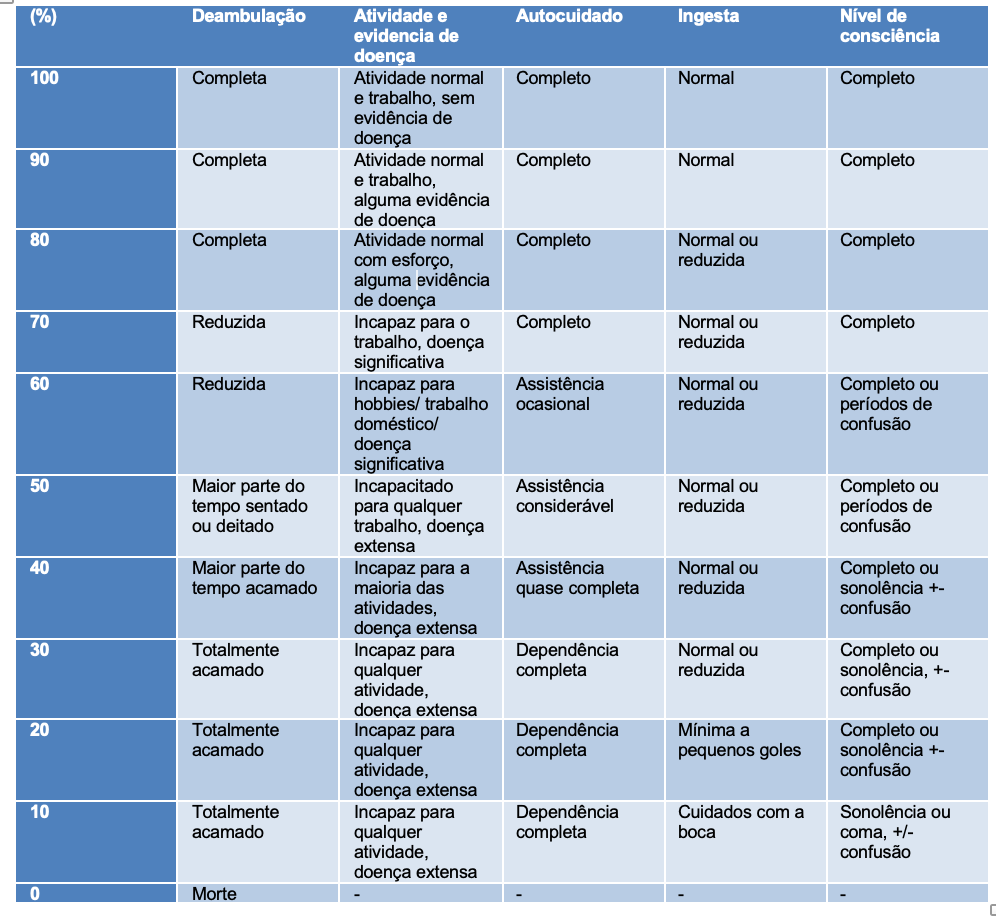 (%) Deambulação Atividade e Autocuidado Ingesta Nível de
evidencia de consciência
doença
100 Completa Atividade normal Completo Normal Completo
e trabalho, sem
evidência de
doença
90 Completa Atividade normal Completo Normal Completo
e trabalho,
alguma evidência
de doença
80 Completa Atividade normal Completo Normal ou Completo
com esforço, reduzida
alguma evidência
de doença
70 Reduzida Incapaz para o Completo Normal ou Completo
trabalho, doença reduzida
significativa
60 Reduzida Incapaz para Assistência Normal ou Completo ou
hobbies/ trabalho ocasional reduzida períodos de
doméstico/ confusão
doença
significativa
50 Maior parte do Incapacitado Assistência Normal ou Completo ou
tempo sentado para qualquer considerável reduzida períodos de
ou deitado trabalho, doença confusão
extensa
40 Maior parte do Incapaz para a Assistência Normal ou Completo ou
tempo acamado maioria das quase completa reduzida sonolência +-
atividades, confusão
doença extensa
30 Totalmente Incapaz para Dependência Normal ou Completo ou
acamado qualquer completa reduzida sonolência, +-
atividade, confusão
doença extensa
20 Totalmente Incapaz para Dependência Mínima a Completo ou
acamado qualquer completa pequenos goles sonolência +-
atividade, confusão
doença extensa
10 Totalmente Incapaz para Dependência Cuidados com a Sonolência ou
acamado qualquer completa boca coma, +/-
atividade, confusão
doença extensa
0 Morte - - - -